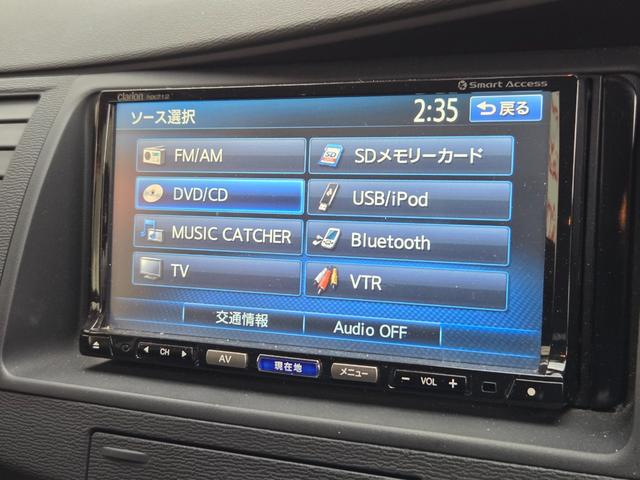 clarion NX712
Smart Access
ソース選択
2:35
戻る
FM/AM
SDメモリーカード
SD
DVD/CD
USB/iPod
MUSIC CATCHER
Bluetooth
TV
VTR
交通情報
Audio OFF
CH
AV
現在地
メニュー
− VOL +